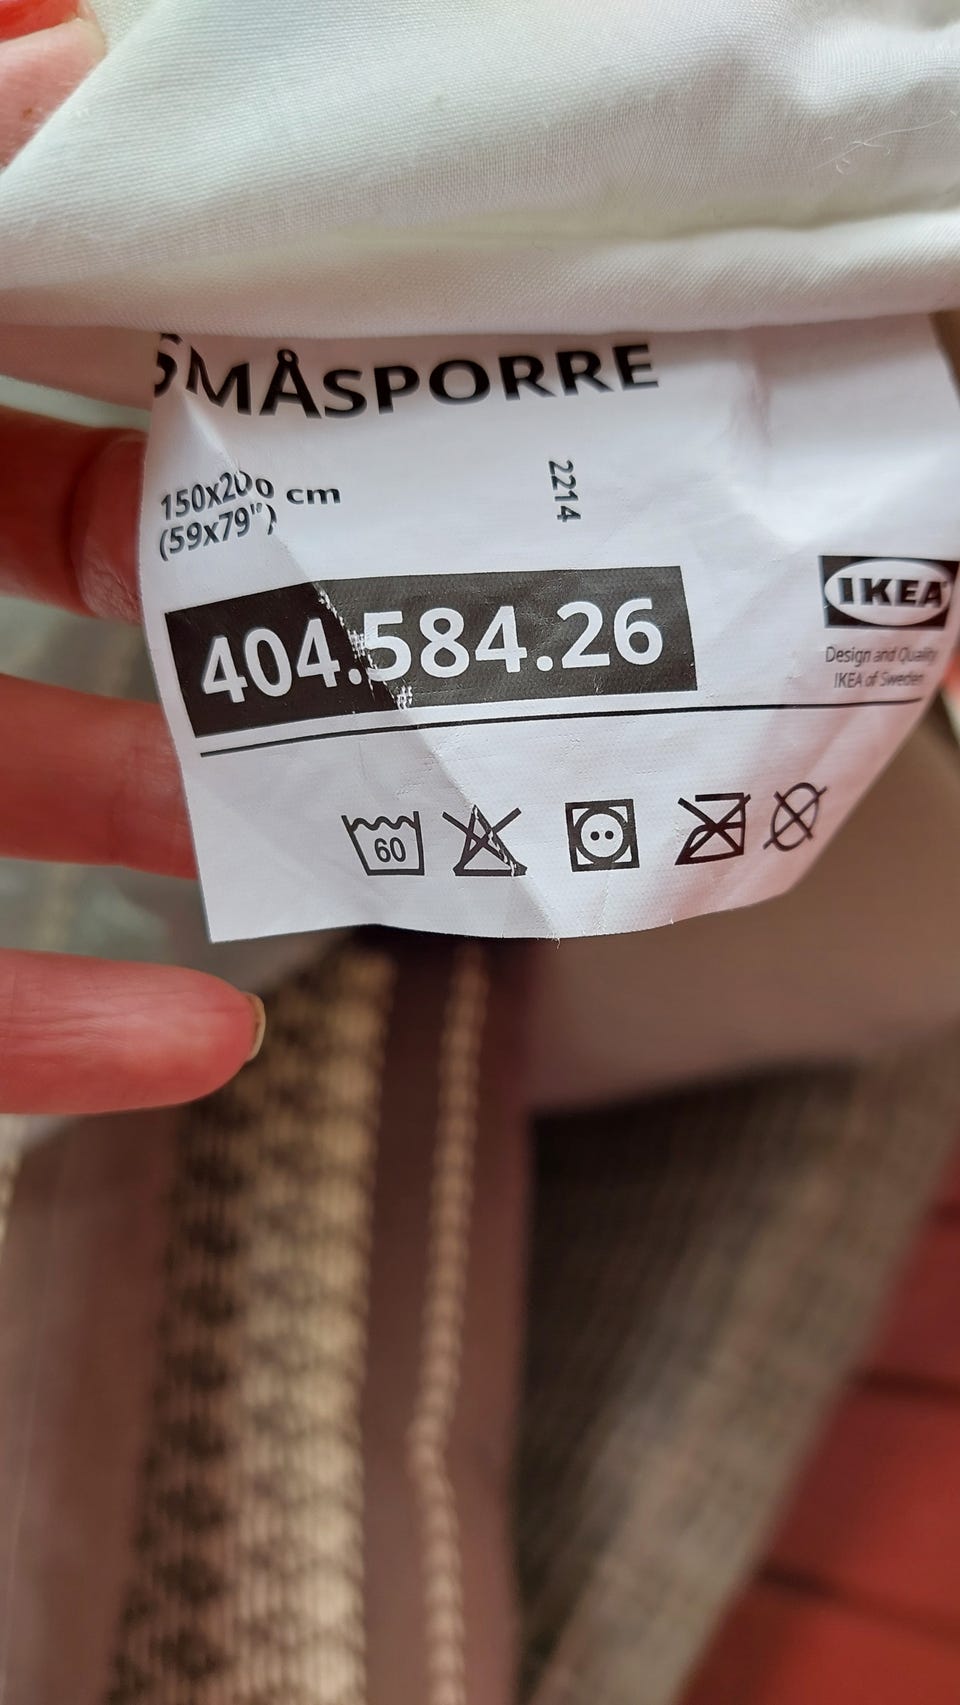 SMÅSPORRE
150x200 cm
(59x79")
2214
404.584.26
IKEA
Design and Quality
IKEA of Sweden
60